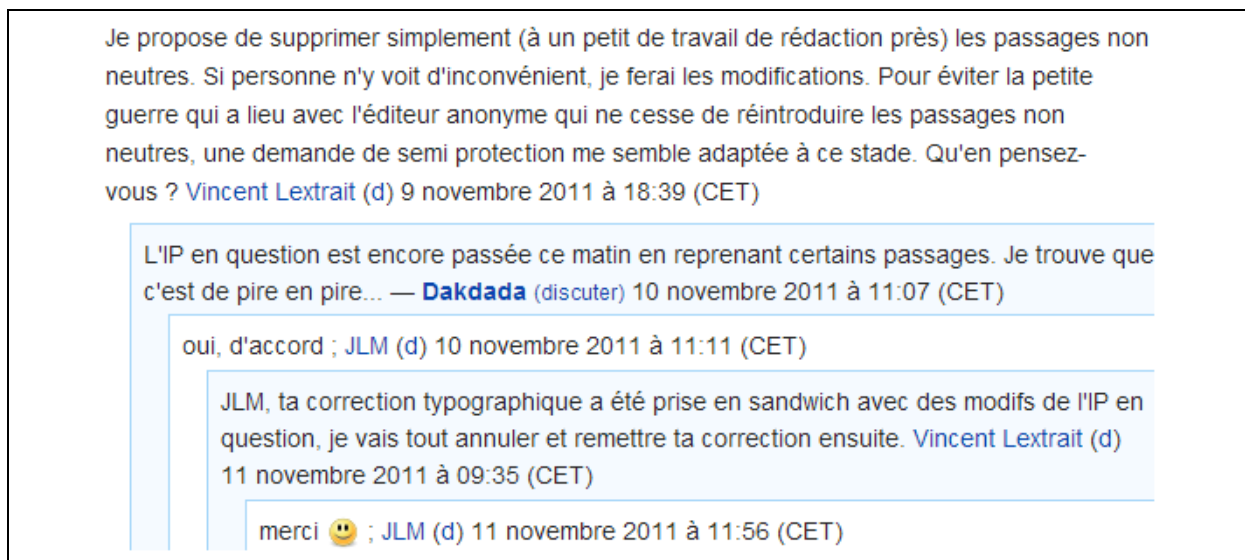 Je propose de supprimer simplement (à un petit de travail de rédaction près) les passages non
neutres. Si personne n'y voit d'inconvénient, je ferai les modifications. Pour éviter la petite
guerre qui a lieu avec l'éditeur anonyme qui ne cesse de réintroduire les passages non
neutres, une demande de semi protection me semble adaptée à ce stade. Qu'en pensez-
vous ? Vincent Lextrait (d) 9 novembre 2011 à 18:39 (CET)
L'IP en question est encore passée ce matin en reprenant certains passages. Je trouve que
c'est de pire en pire... — Dakdada (discuter) 10 novembre 2011 à 11:07 (CET)
oui, d'accord ; JLM (d) 10 novembre 2011 à 11:11 (CET)
JLM, ta correction typographique a été prise en sandwich avec des modifs de l'IP en
question, je vais tout annuler et remettre ta correction ensuite. Vincent Lextrait (d)
11 novembre 2011 à 09:35 (CET)
merci 🙂 ; JLM (d) 11 novembre 2011 à 11:56 (CET)